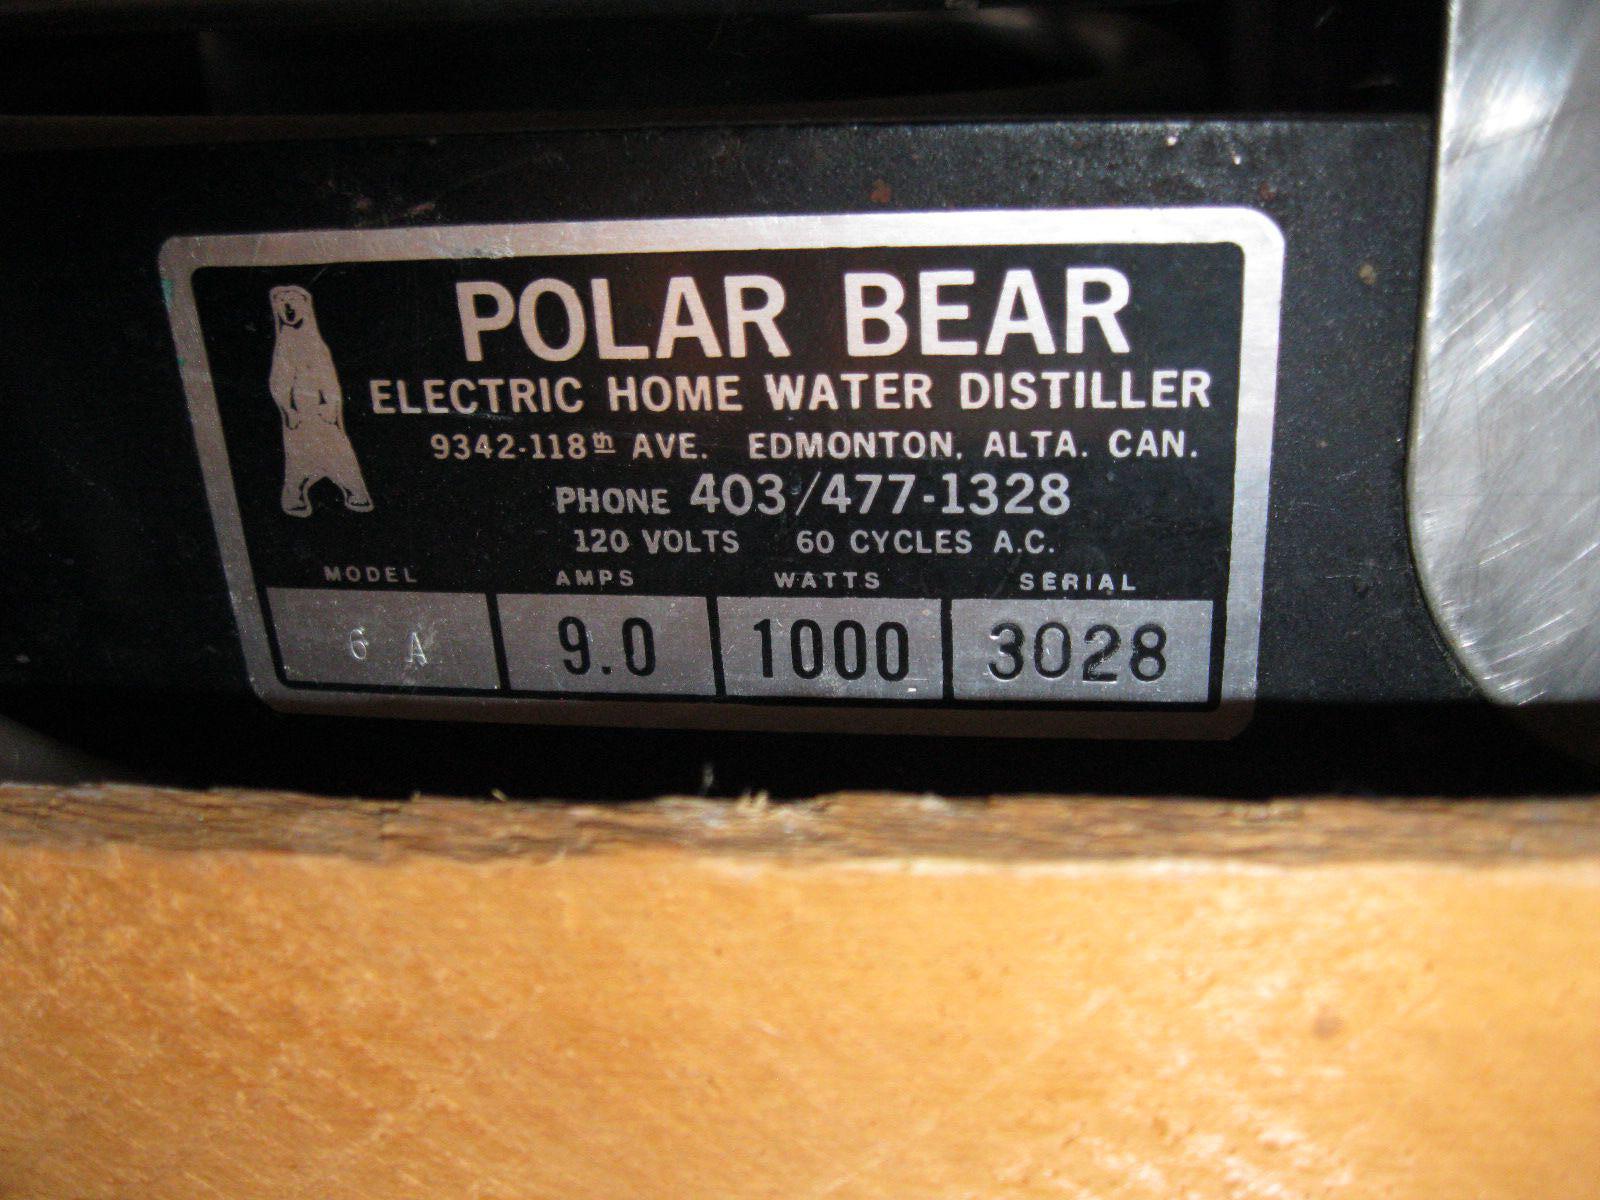 POLAR BEAR
ELECTRIC HOME WATER DISTILLER
9342-118th AVE. EDMONTON, ALTA. CAN.
PHONE 403/477-1328
120 VOLTS 60 CYCLES A.C.
MODEL AMPS WATTS SERIAL
6 A 9.0 1000 3028